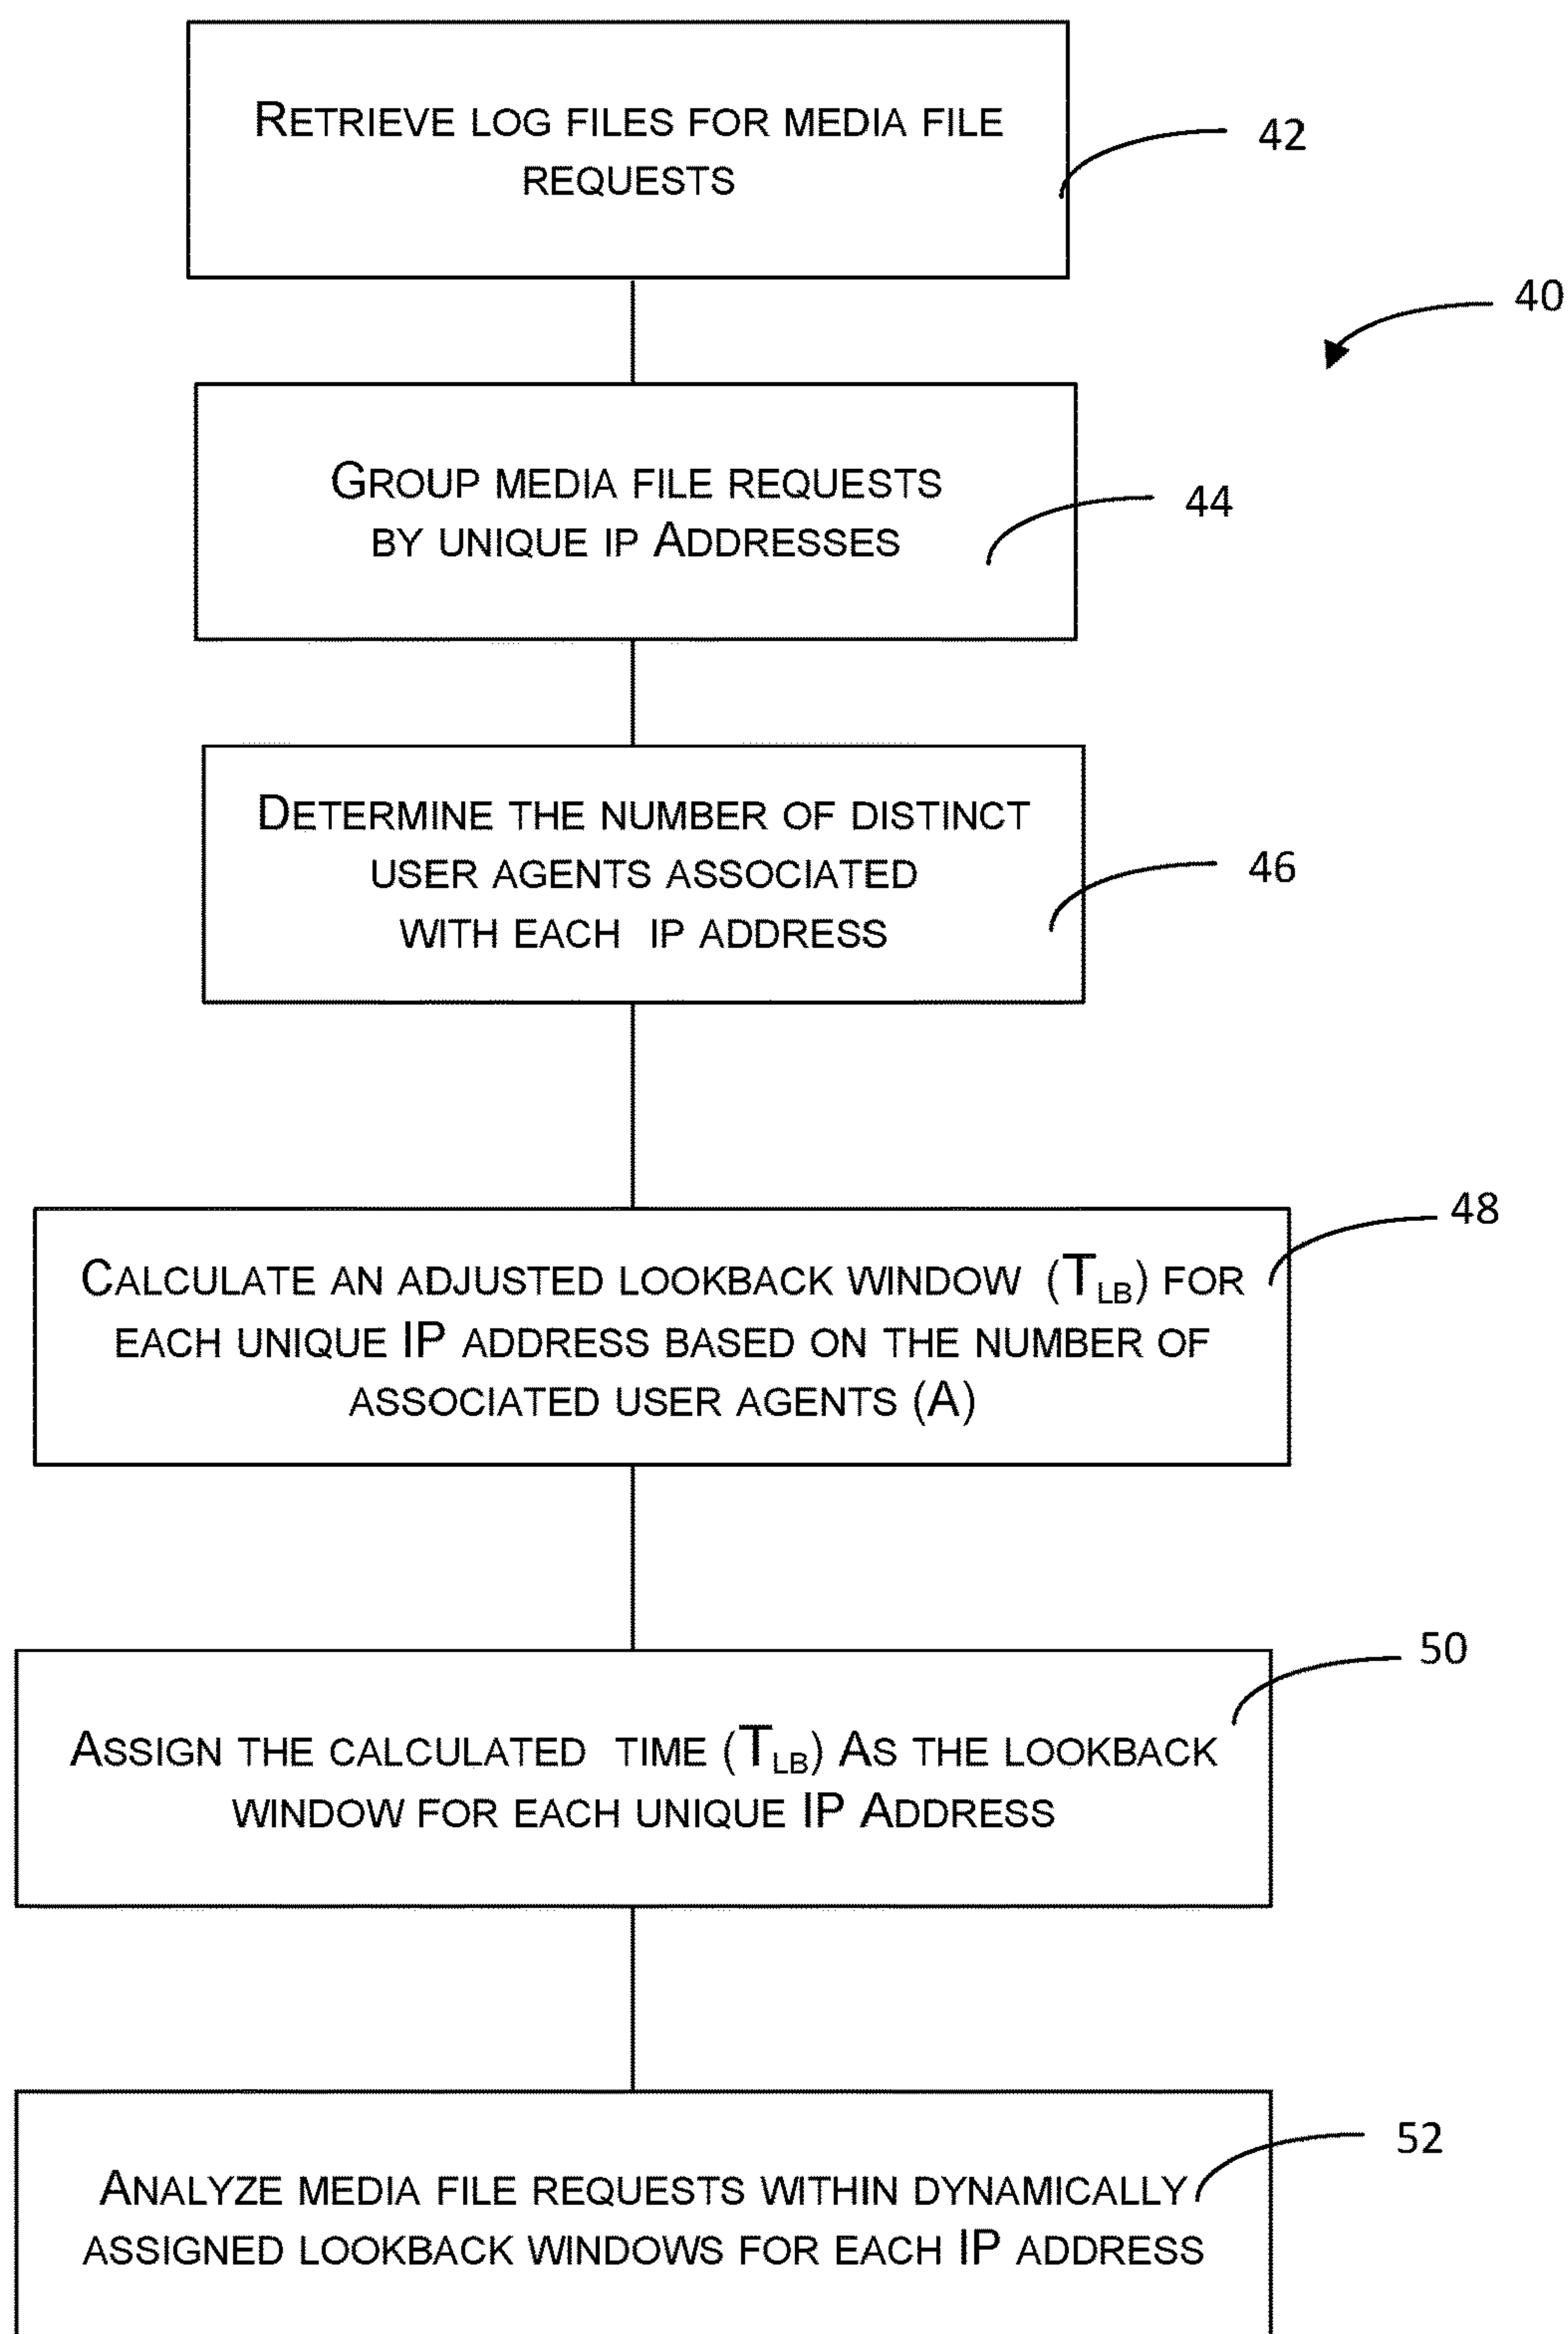 RETRIEVE LOG FILES FOR MEDIA FILE
REQUESTS
42
40
GROUP MEDIA FILE REQUESTS
BY UNIQUE IP ADDRESSES
44
DETERMINE THE NUMBER OF DISTINCT
USER AGENTS ASSOCIATED
WITH EACH IP ADDRESS
46
48
CALCULATE AN ADJUSTED LOOKBACK WINDOW (TLB) FOR
EACH UNIQUE IP ADDRESS BASED ON THE NUMBER OF
ASSOCIATED USER AGENTS (A)
50
ASSIGN THE CALCULATED TIME (TLB) AS THE LOOKBACK
WINDOW FOR EACH UNIQUE IP ADDRESS
52
ANALYZE MEDIA FILE REQUESTS WITHIN DYNAMICALLY
ASSIGNED LOOKBACK WINDOWS FOR EACH IP ADDRESS